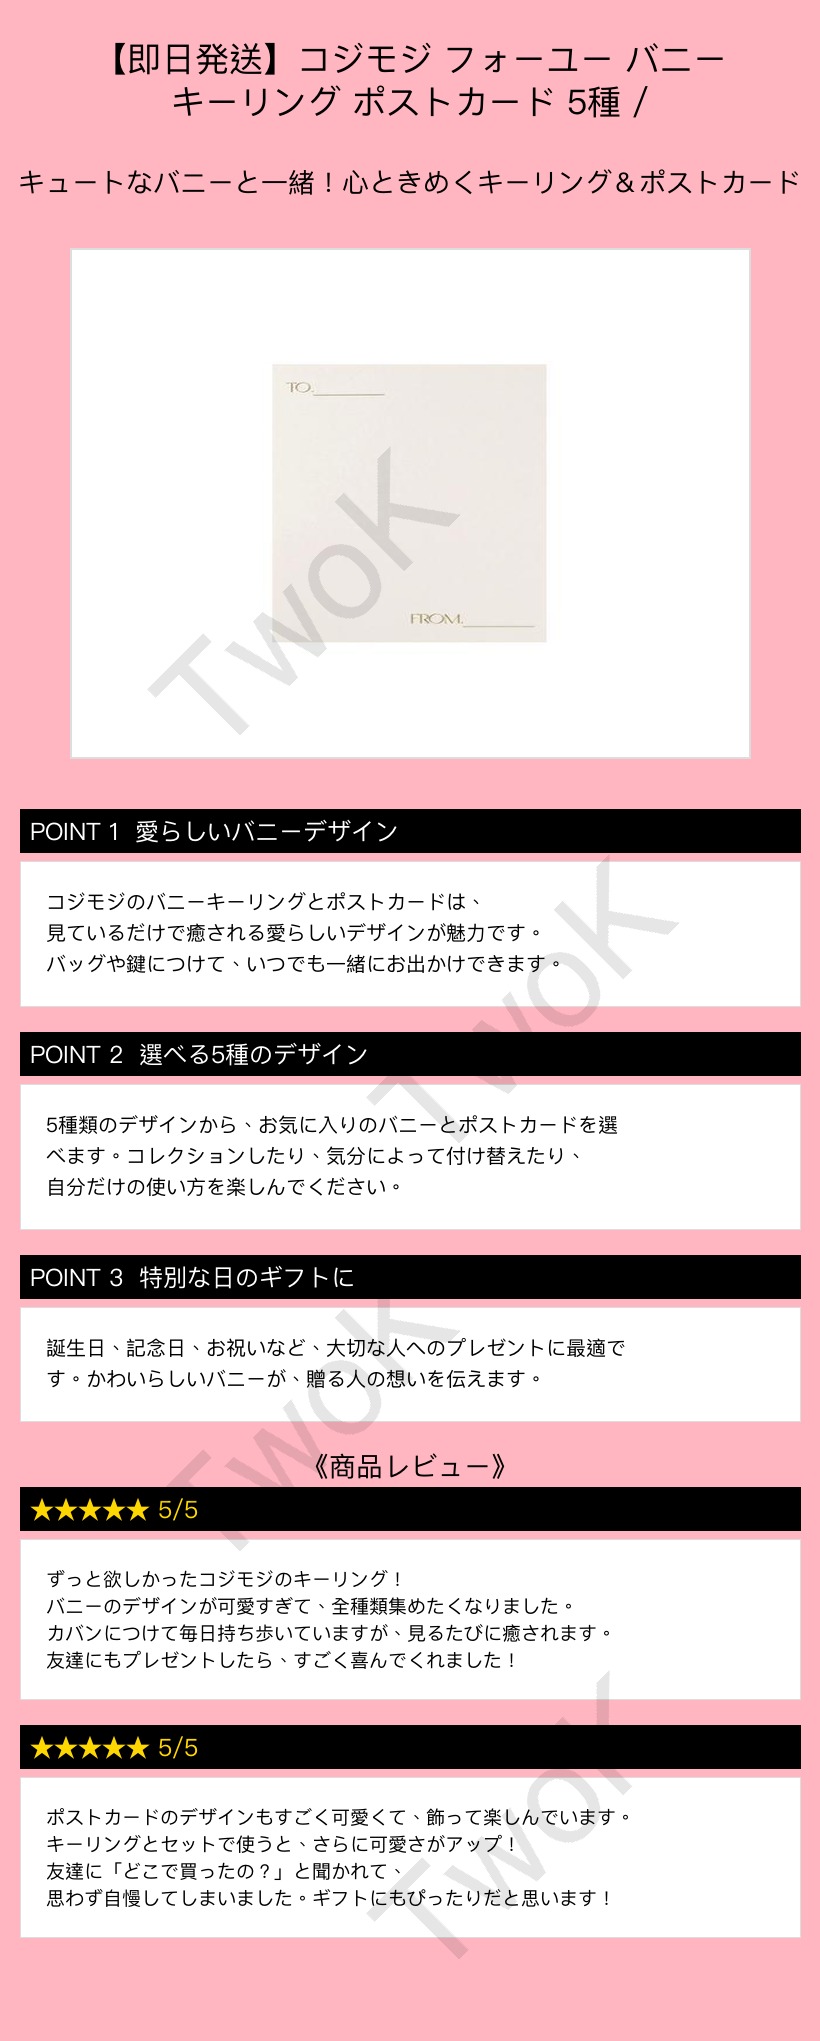 【即日発送】コジモジ フォーユー バニー
キーリング ポストカード 5種 /
キュートなバニーと一緒！心ときめくキーリング＆ポストカード
TO.
TwoK
FROM.
POINT 1 愛らしいバニーデザイン
コジモジのバニーキーリングとポストカードは、
見ているだけで癒される愛らしいデザインが魅力です。
バッグや鍵につけて、いつでも一緒にお出かけできます。
TwoK
POINT 2 選べる5種のデザイン
5種類のデザインから、お気に入りのバニーとポストカードを選
べます。コレクションしたり、気分によって付け替えたり、
自分だけの使い方を楽しんでください。
POINT 3 特別な日のギフトに
誕生日、記念日、お祝いなど、大切な人へのプレゼントに最適で
す。かわいらしいバニーが、贈る人の想いを伝えます。
TwoK
《商品レビュー》
★★★★★ 5/5
ずっと欲しかったコジモジのキーリング！
バニーのデザインが可愛すぎて、全種類集めたくなりました。
カバンにつけて毎日持ち歩いていますが、見るたびに癒されます。
友達にもプレゼントしたら、すごく喜んでくれました！
★★★★★ 5/5
TwoK
ポストカードのデザインもすごく可愛くて、飾って楽しんでいます。
キーリングとセットで使うと、さらに可愛さがアップ！
友達に「どこで買ったの？」と聞かれて、
思わず自慢してしまいました。ギフトにもぴったりだと思います！